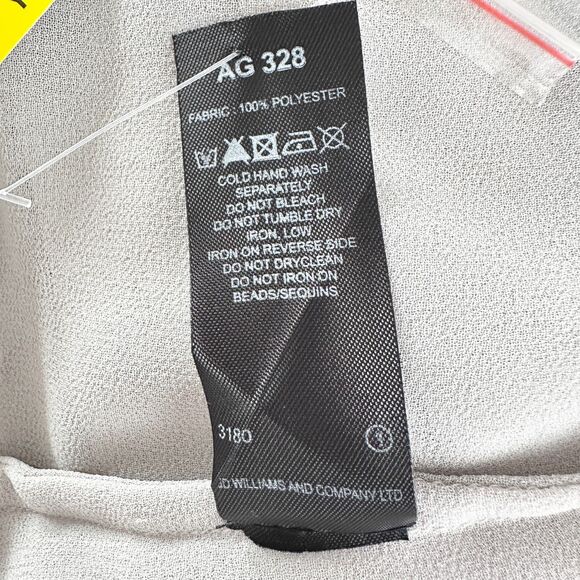 AG 328
FABRIC : 100% POLYESTER
COLD HAND WASH
SEPARATELY
DO NOT BLEACH
DO NOT TUMBLE DRY
IRON, LOW
IRON ON REVERSE SIDE
DO NOT DRYCLEAN
DO NOT IRON ON
BEADS/SEQUINS
3180 1
JD WILLIAMS AND COMPANY LTD